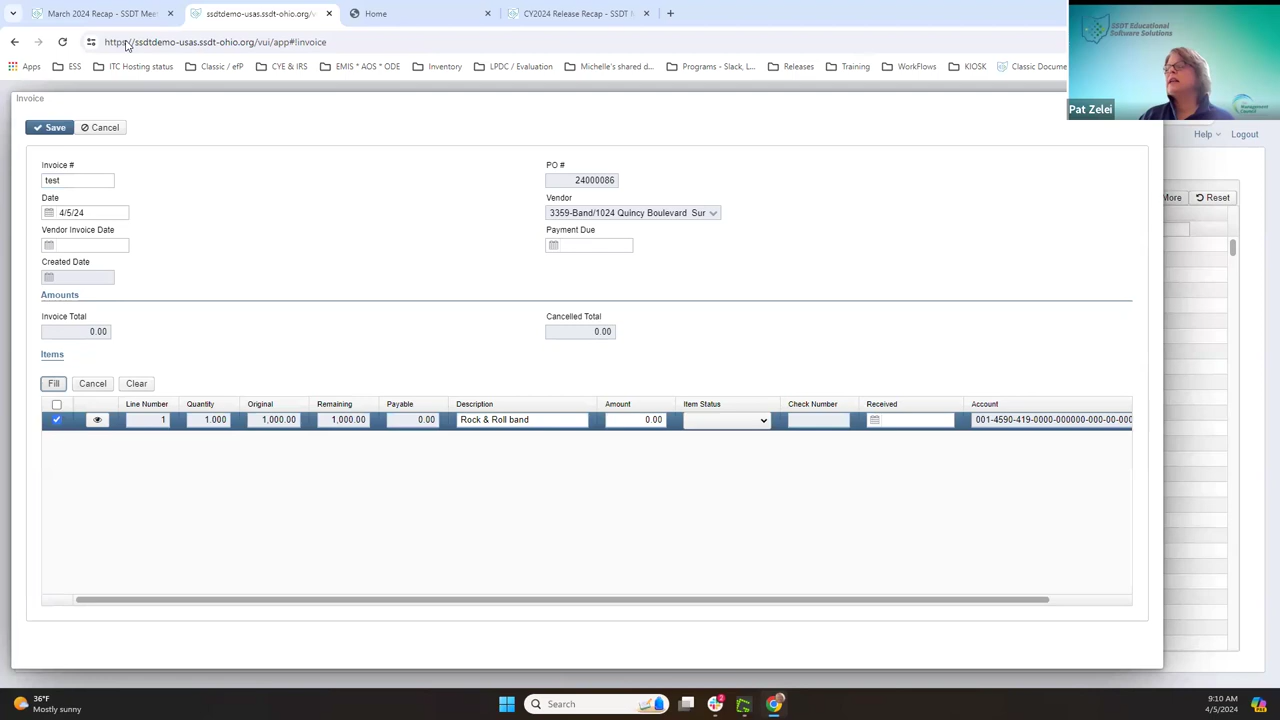 March 2024 Recap - SSDT Mee
ssdtdemo-usas.ssdt-ohio.org/v
Home
CY2024 Release Recap - SSDT
https://ssdtdemo-usas.ssdt-ohio.org/vui/app#!invoice
Apps
ESS
ITC Hosting status
Classic / efP
CYE & IRS
EMIS * AOS * ODE
Inventory
LPDC / Evaluation
Michelle's shared d...
Programs - Slack, L...
Releases
Training
WorkFlows
KIOSK
Classic Docume
SSDT Educational
Software Solutions
Management
Council
Pat Zelei
Invoice
Help
Logout
Save
Cancel
Invoice #
PO #
test
24000086
Date
Vendor
More
Reset
4/5/24
3359-Band/1024 Quincy Boulevard Sur
Vendor Invoice Date
Payment Due
Created Date
Amounts
Invoice Total
Cancelled Total
0.00
0.00
Items
Fill
Cancel
Clear
Line Number
Quantity
Original
Remaining
Payable
Description
Amount
Item Status
Check Number
Received
Account
1
1.000
1,000.00
1,000.00
0.00
Rock & Roll band
0.00
001-4590-419-0000-000000-000-00-000
36°F
Mostly sunny
Search
2
9:10 AM
4/5/2024